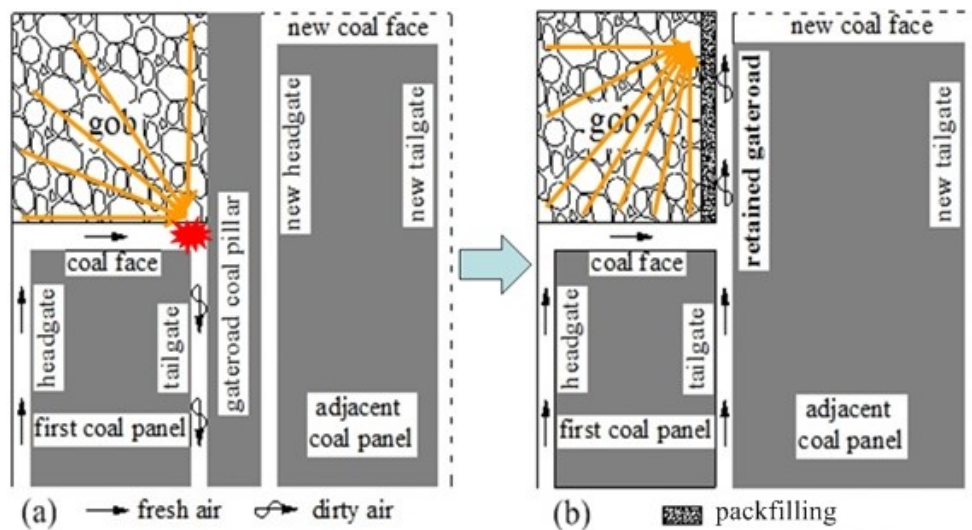 new coal face
gob
new headgate
new tailgate
gateroad coal pillar
coal face
headgate
tailgate
first coal panel
adjacent
coal panel
(a)
fresh air
dirty air
new coal face
gob
retained gateroad
new tailgate
coal face
headgate
tailgate
first coal panel
adjacent
coal panel
(b)
packfilling